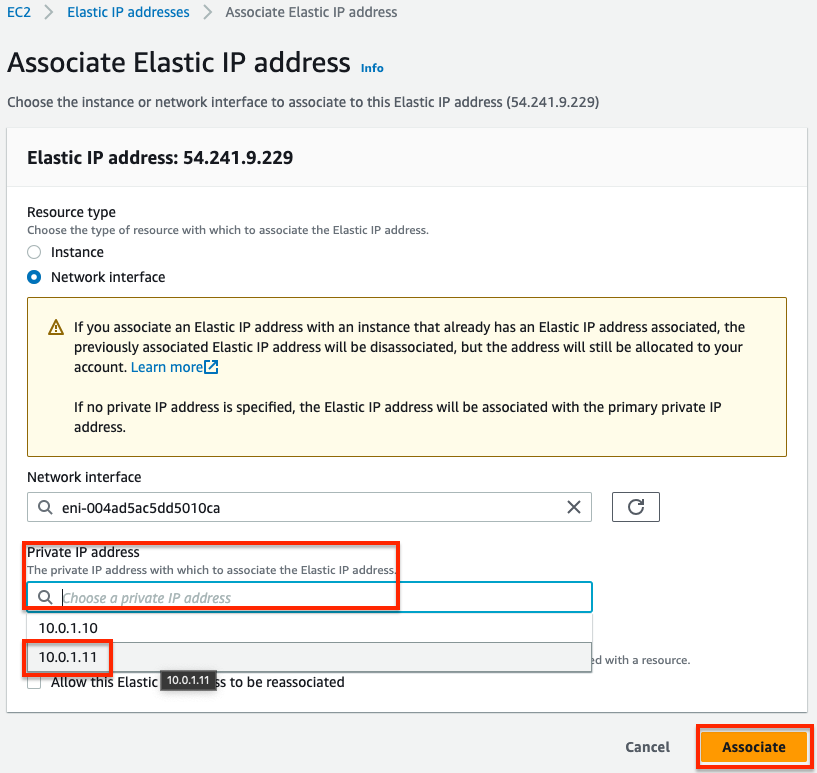 EC2 > Elastic IP addresses > Associate Elastic IP address
Associate Elastic IP address Info
Choose the instance or network interface to associate to this Elastic IP address (54.241.9.229)
Elastic IP address: 54.241.9.229
Resource type
Choose the type of resource with which to associate the Elastic IP address.
Instance
Network interface
If you associate an Elastic IP address with an instance that already has an Elastic IP address associated, the
previously associated Elastic IP address will be disassociated, but the address will still be allocated to your
account. Learn more
If no private IP address is specified, the Elastic IP address will be associated with the primary private IP
address.
Network interface
eni-004ad5ac5dd5010ca
Private IP address
The private IP address with which to associate the Elastic IP address.
Choose a private IP address
10.0.1.10
10.0.1.11
with a resource.
Allow this Elastic 10.0.1.11 to be reassociated
Cancel
Associate